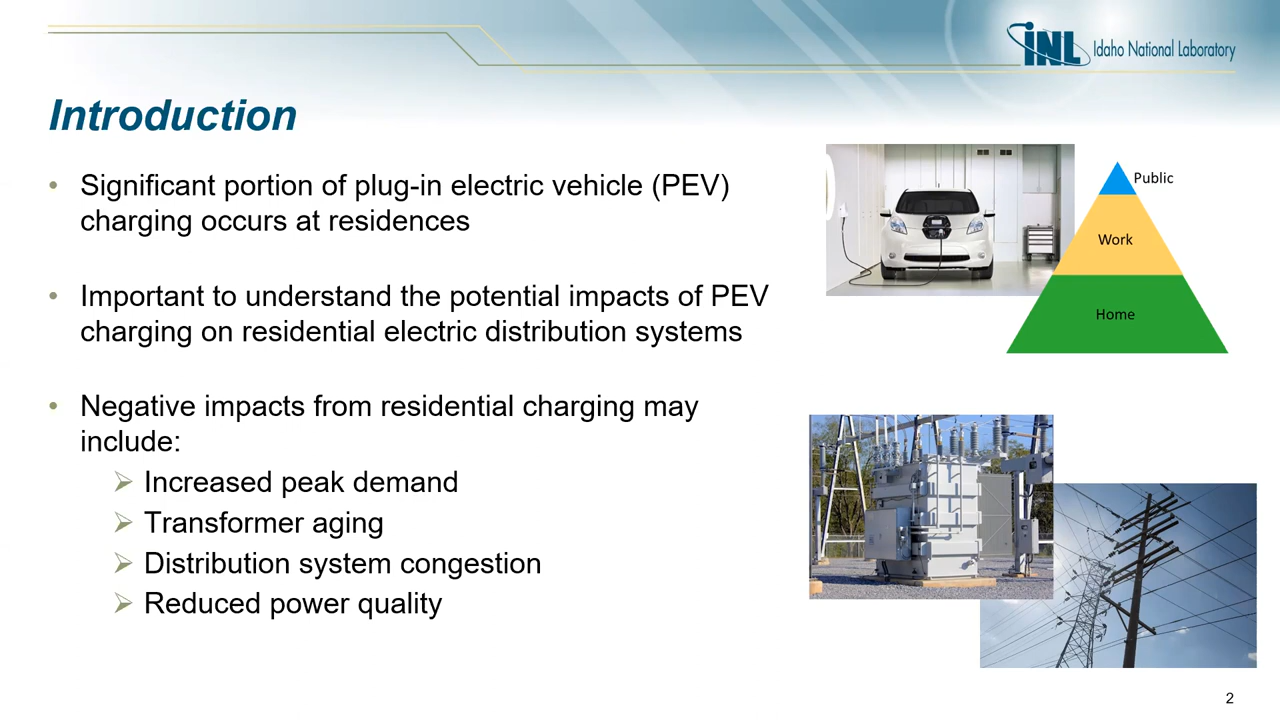 INL Idaho National Laboratory
Introduction
• Significant portion of plug-in electric vehicle (PEV)
charging occurs at residences
• Important to understand the potential impacts of PEV
charging on residential electric distribution systems
• Negative impacts from residential charging may
include:
➢ Increased peak demand
➢ Transformer aging
➢ Distribution system congestion
➢ Reduced power quality
Public
Work
Home
2